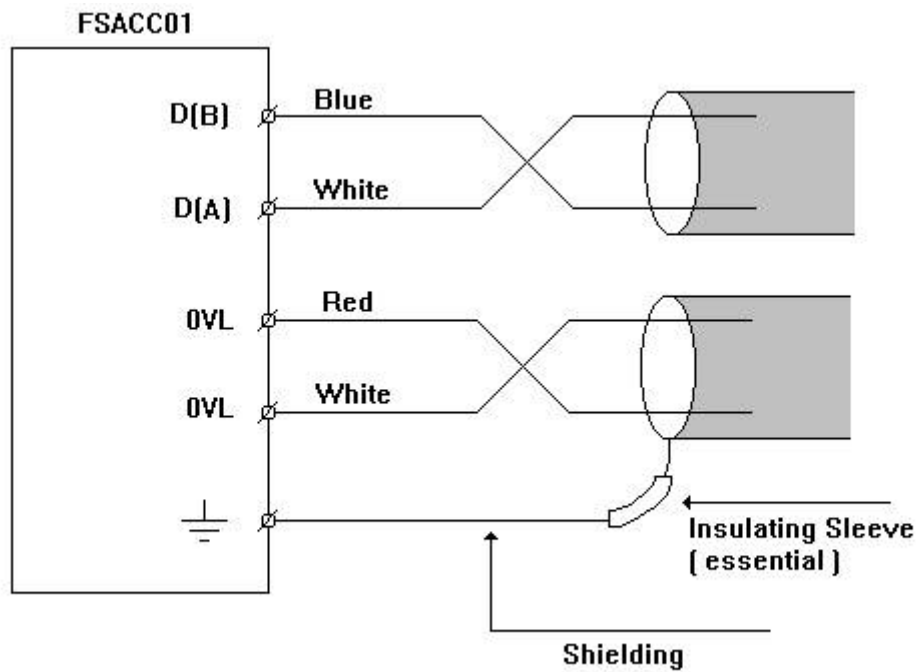 FSACC01
D(B)
Blue
D(A)
White
0VL
Red
0VL
White
Insulating Sleeve
( essential )
Shielding